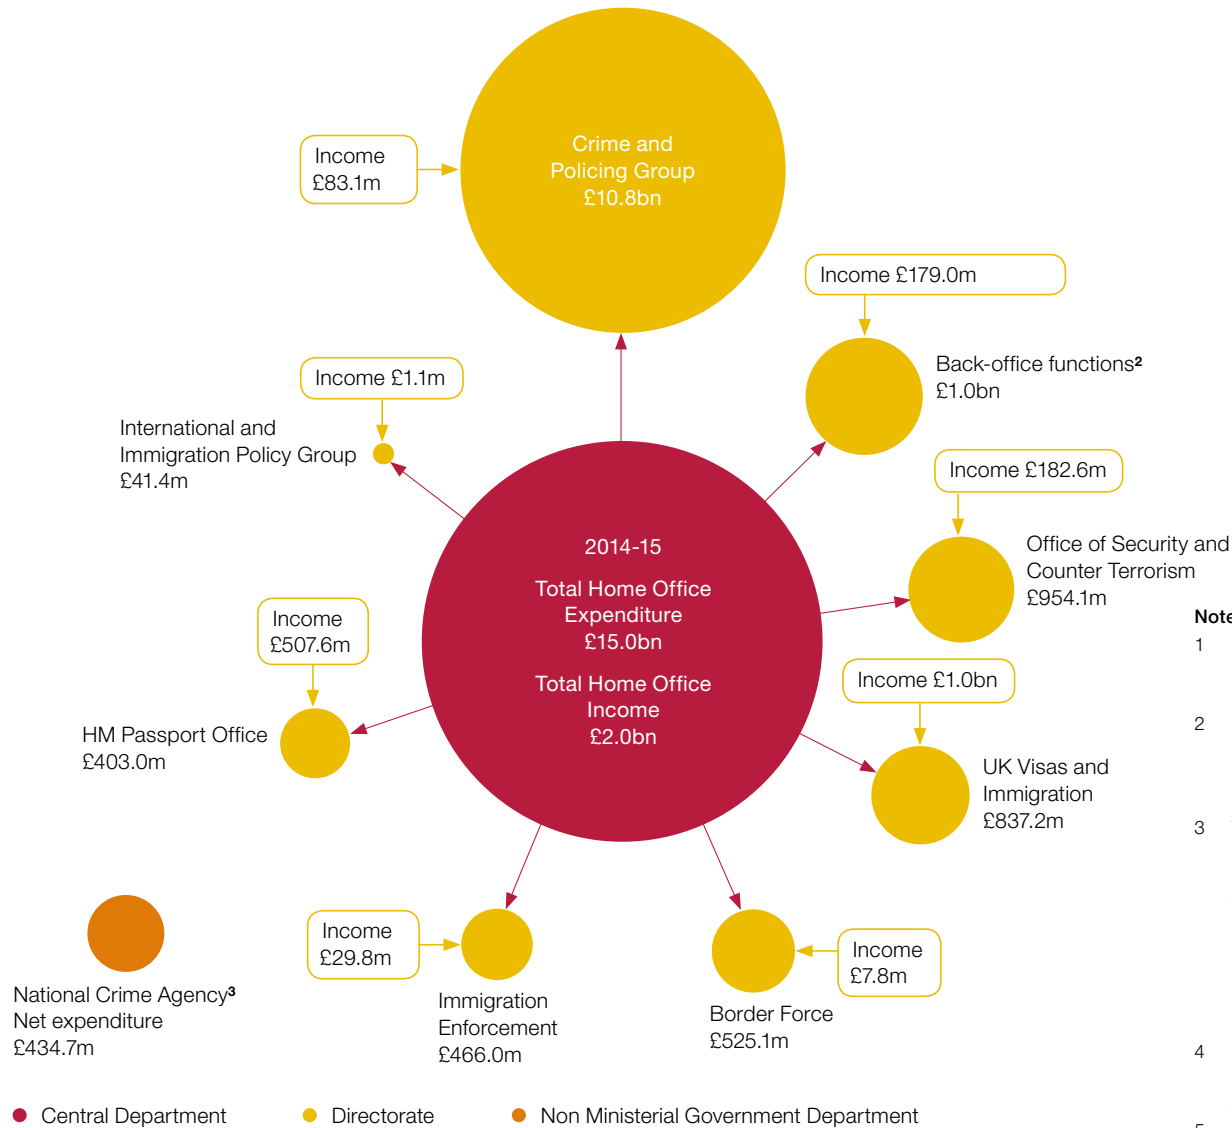 Crime and
Policing Group
£10.8bn
Income
£83.1m
Income £179.0m
Back-office functions²
£1.0bn
Income £1.1m
International and
Immigration Policy Group
£41.4m
Income £182.6m
Office of Security and
Counter Terrorism
£954.1m
2014-15
Total Home Office
Expenditure
£15.0bn
Total Home Office
Income
£2.0bn
Income
£507.6m
HM Passport Office
£403.0m
Income £1.0bn
UK Visas and
Immigration
£837.2m
Note
1
2
3
4
National Crime Agency³
Net expenditure
£434.7m
Income
£29.8m
Immigration
Enforcement
£466.0m
Income
£7.8m
Border Force
£525.1m
Central Department
Directorate
Non Ministerial Government Department